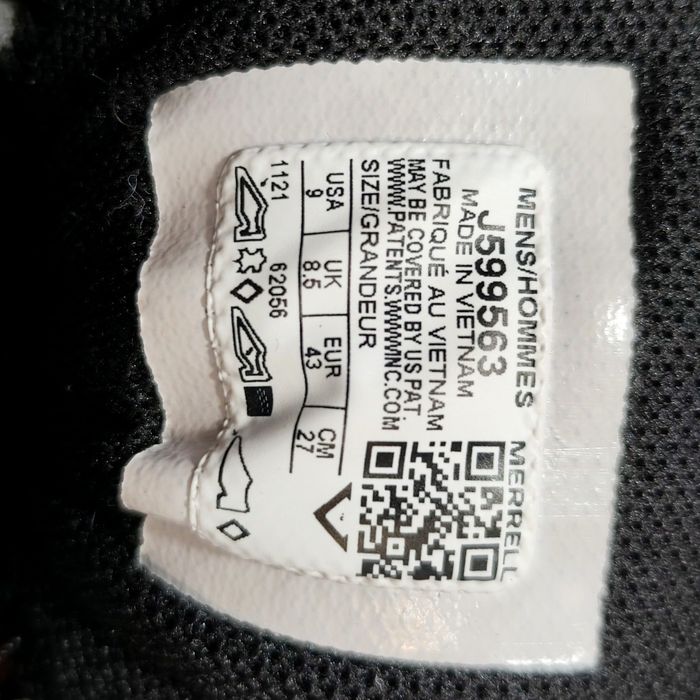 MENS/HOMMES MERRELL
J599563
MADE IN VIETNAM
FABRIQUÉ AU VIETNAM
MAY BE COVERED BY US PAT.
WWW.PATENTS.WWWINC.COM
SIZE/GRANDEUR
USA UK EUR CM
9 8.5 43 27
1121 62056